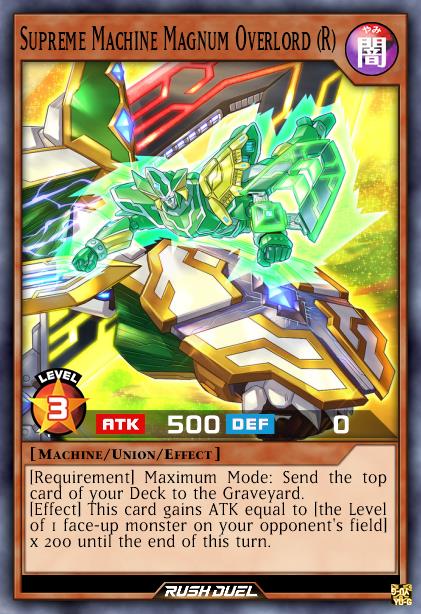 Supreme Machine Magnum Overlord (R)
やみ
闇
LEVEL
3
ATK 500 DEF 0
[Machine/Union/Effect]
[Requirement] Maximum Mode: Send the top
card of your Deck to the Graveyard.
[Effect] This card gains ATK equal to [the Level
of 1 face-up monster on your opponent's field]
x 200 until the end of this turn.
RUSH DUEL